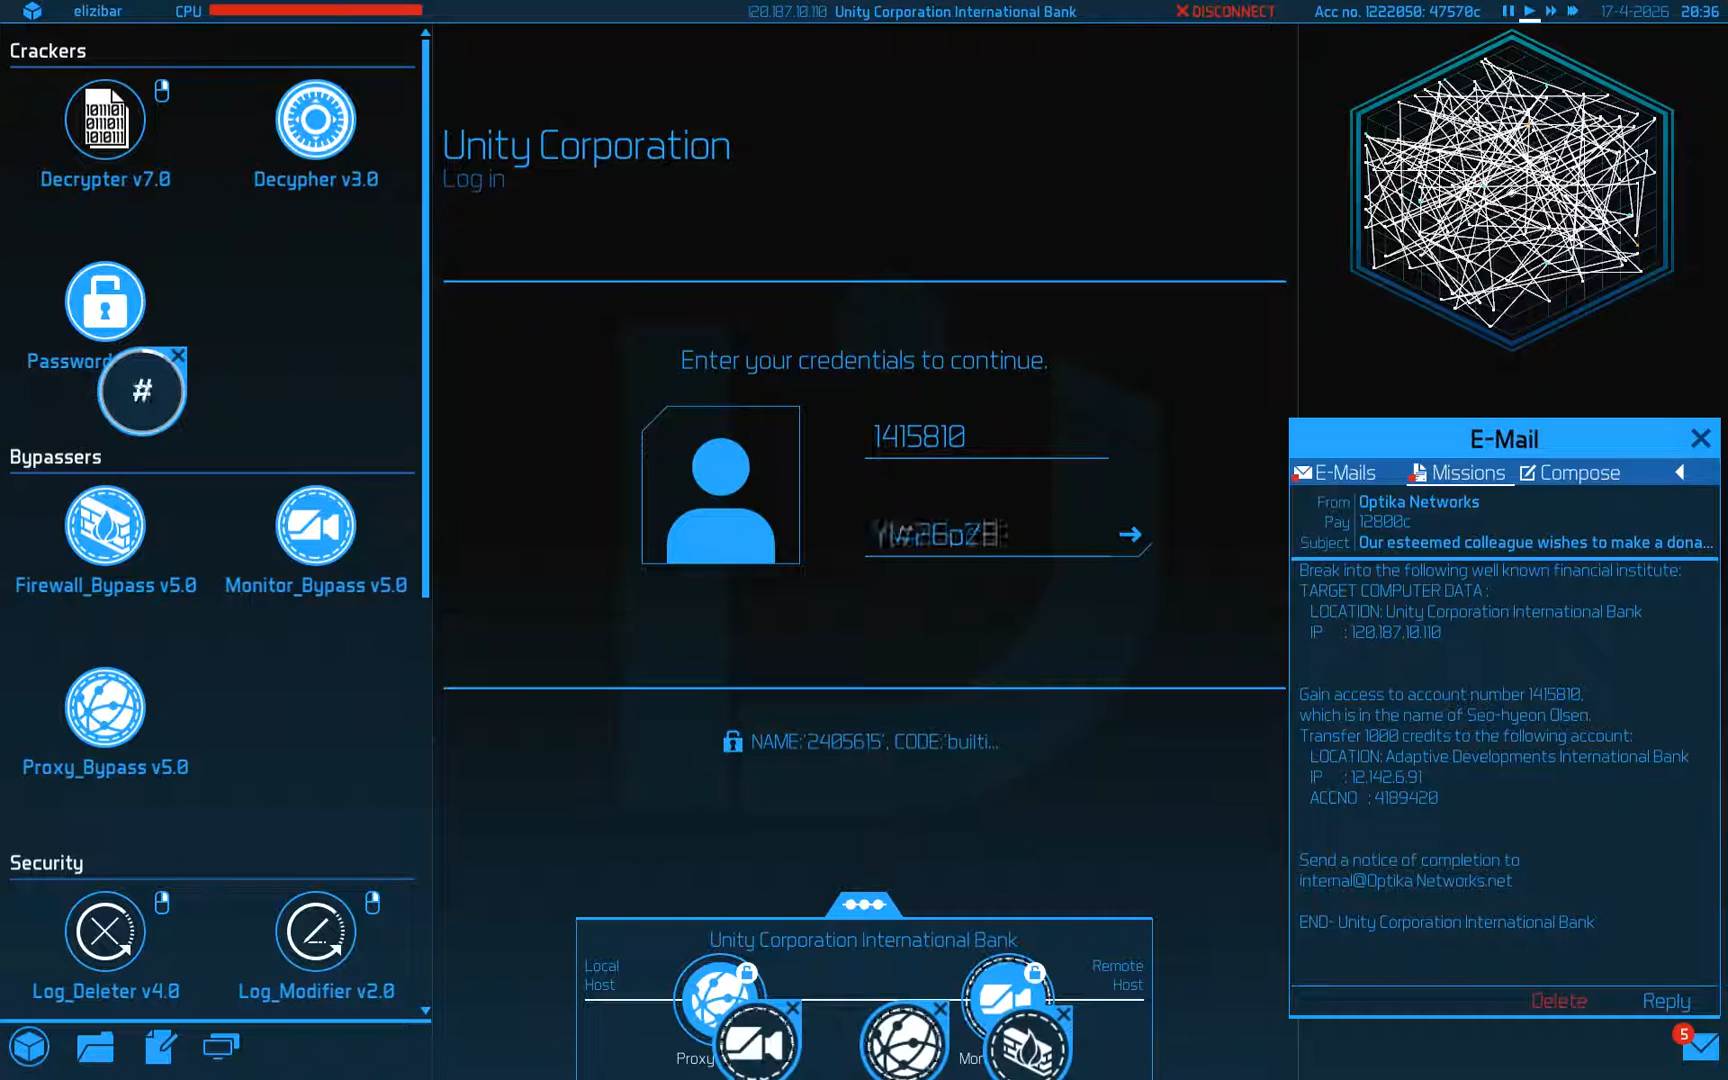 elizibar
CPU
120.187.10.110 Unity Corporation International Bank
DISCONNECT
Acc no. 1222050: 47570c
17-4-2026 20:36
Crackers
Decrypter v7.0
Decypher v3.0
Password
#
Bypassers
Firewall_Bypass v5.0
Monitor_Bypass v5.0
Proxy_Bypass v5.0
Security
Log_Deleter v4.0
Log_Modifier v2.0
Unity Corporation
Log in
Enter your credentials to continue.
1415810
NAME:'2405615', CODE:'builti...
Unity Corporation International Bank
Local
Host
Remote
Host
Proxy
Mon
E-Mail
E-Mails
Missions
Compose
From Optika Networks
Pay 12800c
Subject Our esteemed colleague wishes to make a dona...
Break into the following well known financial institute:
TARGET COMPUTER DATA :
LOCATION: Unity Corporation International Bank
IP : 120.187.10.110
Gain access to account number 1415810,
which is in the name of Seo-hyeon Olsen.
Transfer 1000 credits to the following account:
LOCATION: Adaptive Developments International Bank
IP : 12.142.6.91
ACCNO : 4189420
Send a notice of completion to
internal@Optika Networks.net
END- Unity Corporation International Bank
Delete
Reply
5